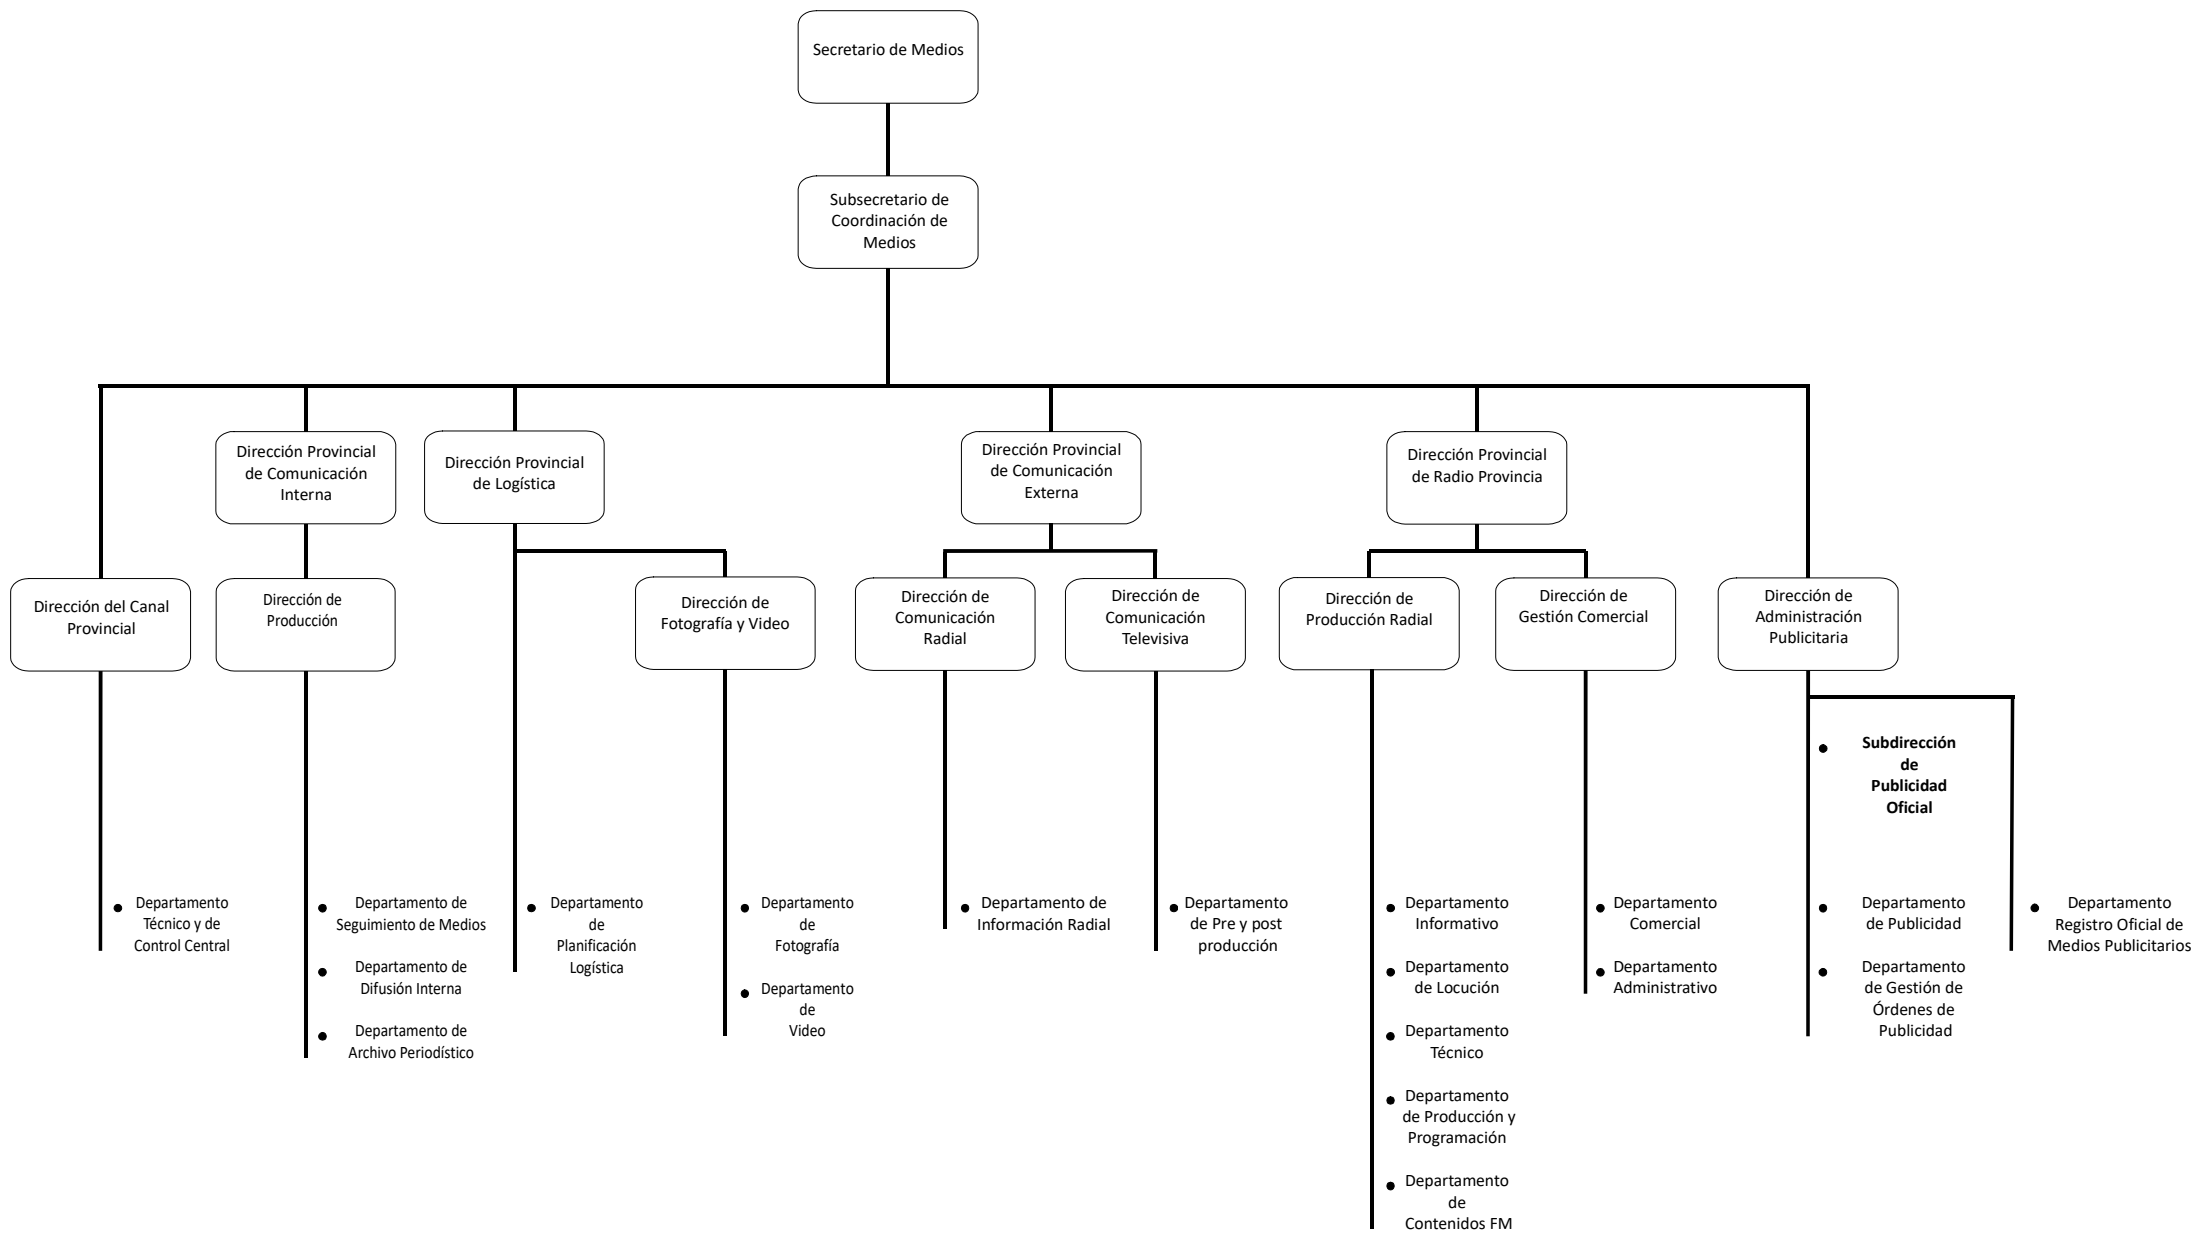 Secretario de Medios
Subsecretario de
Coordinación de
Medios
Dirección Provincial
de Comunicación
Interna
Dirección Provincial
de Logística
Dirección Provincial
de Comunicación
Externa
Dirección Provincial
de Radio Provincia
Dirección del Canal
Provincial
Dirección de
Producción
Dirección de
Fotografía y Video
Dirección de
Comunicación
Radial
Dirección de
Comunicación
Televisiva
Dirección de
Producción Radial
Dirección de
Gestión Comercial
Dirección de
Administración
Publicitaria
Subdirección
de
Publicidad
Oficial
Departamento
Técnico y de
Control Central
Departamento de
Seguimiento de Medios
Departamento de
Difusión Interna
Departamento de
Archivo Periodístico
Departamento
de
Planificación
Logística
Departamento
de
Fotografía
Departamento
de
Video
Departamento de
Información Radial
Departamento
de Pre y post
producción
Departamento
Informativo
Departamento
de Locución
Departamento
Técnico
Departamento
de Producción y
Programación
Departamento
de
Contenidos FM
Departamento
Comercial
Departamento
Administrativo
Departamento
de Publicidad
Departamento
de Gestión de
Órdenes de
Publicidad
Departamento
Registro Oficial de
Medios Publicitarios